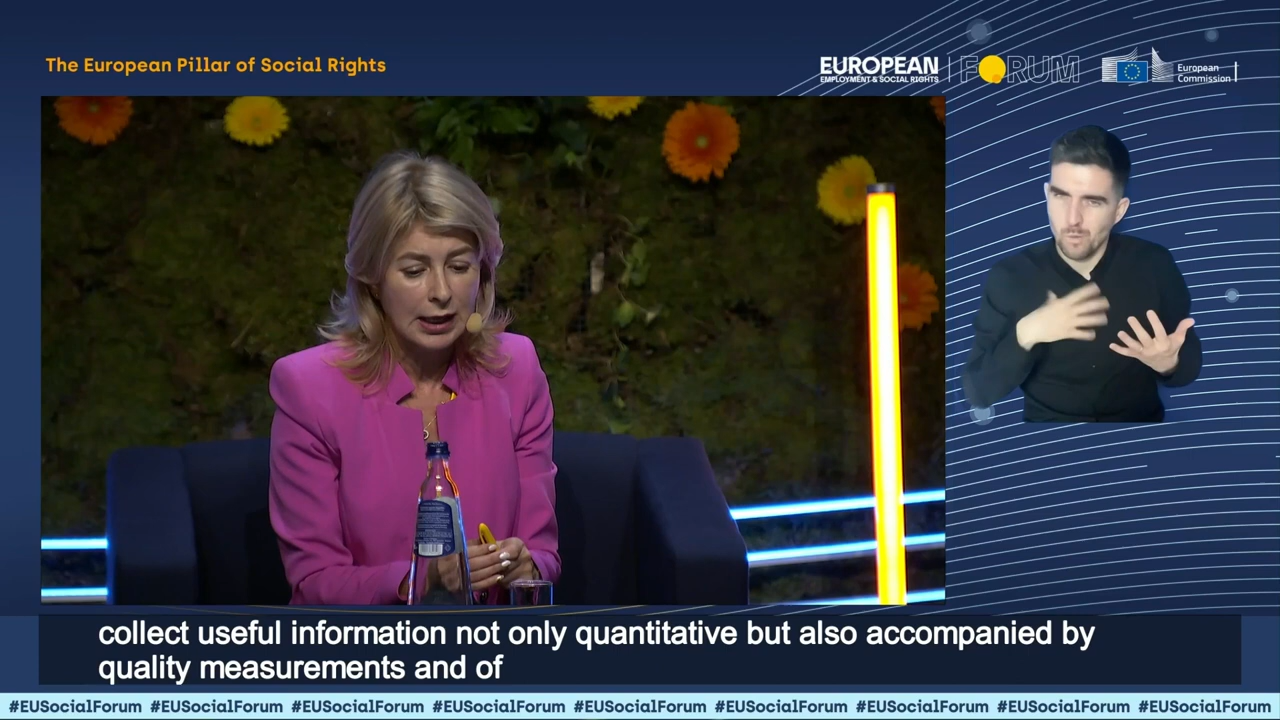 The European Pillar of Social Rights
EUROPEAN
EMPLOYMENT & SOCIAL RIGHTS
FORUM
European
Commission
collect useful information not only quantitative but also accompanied by
quality measurements and of
#EUSocialForum #EUSocialForum #EUSocialForum #EUSocialForum #EUSocialForum #EUSocialForum #EUSocialForum #EUSocialForum #EUSocialForum